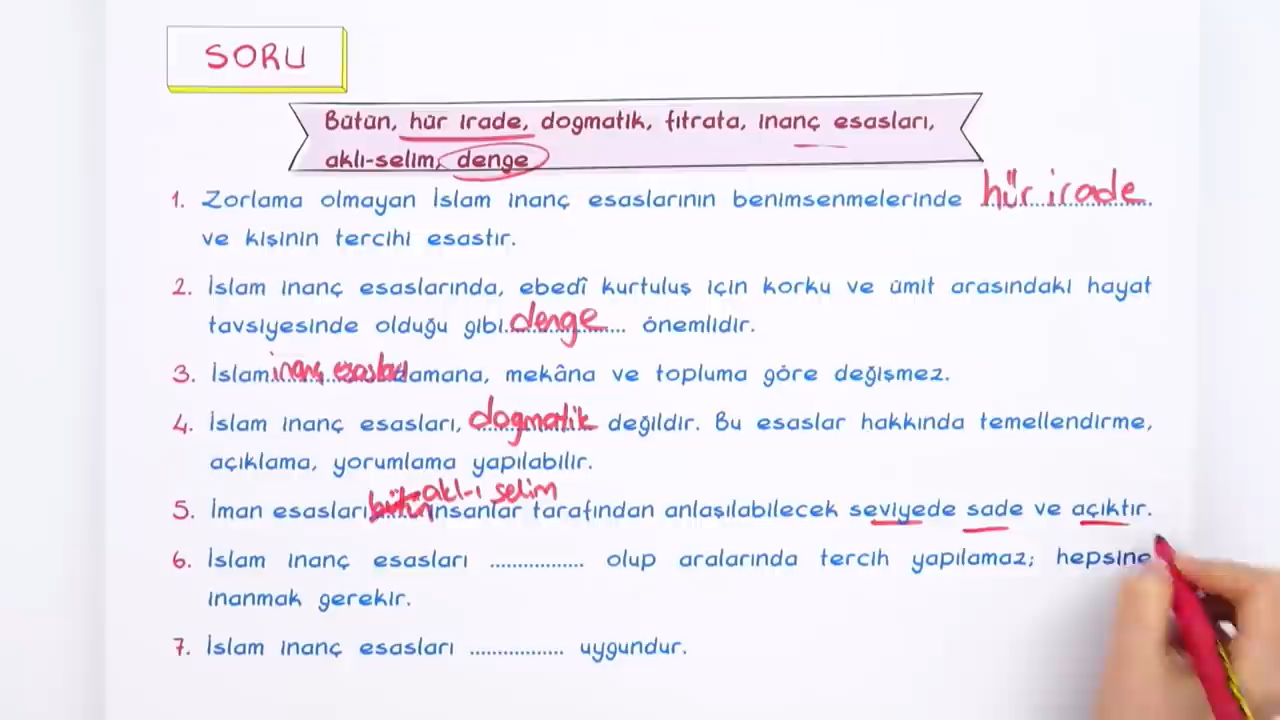 SORU
Bütün, hür irade, dogmatik, fıtrata, inanç esasları,
aklı-selim, denge
1. Zorlama olmayan İslam inanç esaslarının benimsenmelerinde hür irade
ve kişinin tercihi esastır.
2. İslam inanç esaslarında, ebedî kurtuluş için korku ve ümit arasındaki hayat
tavsiyesinde olduğu gibi denge önemlidir.
3. İslam inanç esasları zamana, mekâna ve topluma göre değişmez.
4. İslam inanç esasları, dogmatik değildir. Bu esaslar hakkında temellendirme,
açıklama, yorumlama yapılabilir.
akl-ı selim
5. İman esasları bütün insanlar tarafından anlaşılabilecek seviyede sade ve açıktır.
6. İslam inanç esasları ................ olup aralarında tercih yapılamaz; hepsine
inanmak gerekir.
7. İslam inanç esasları ................ uygundur.